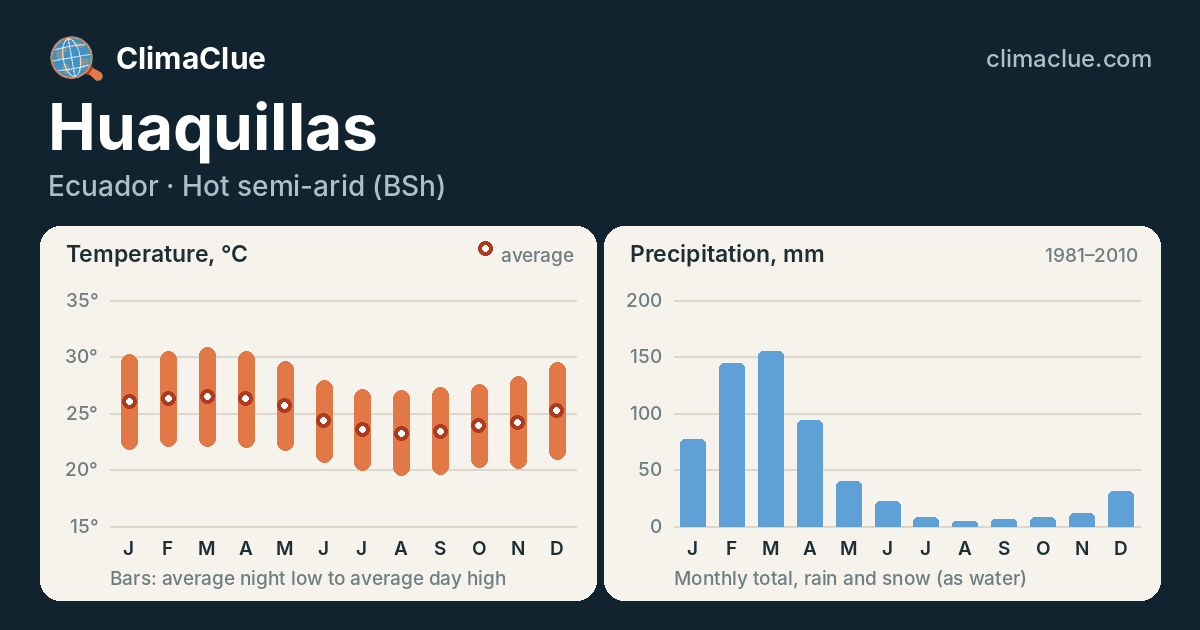 ClimaClue
climaclue.com
Huaquillas
Ecuador · Hot semi-arid (BSh)
Temperature, °C
average
35°
30°
25°
20°
15°
J F M A M J J A S O N D
Bars: average night low to average day high
Precipitation, mm
1981–2010
200
150
100
50
0
J F M A M J J A S O N D
Monthly total, rain and snow (as water)